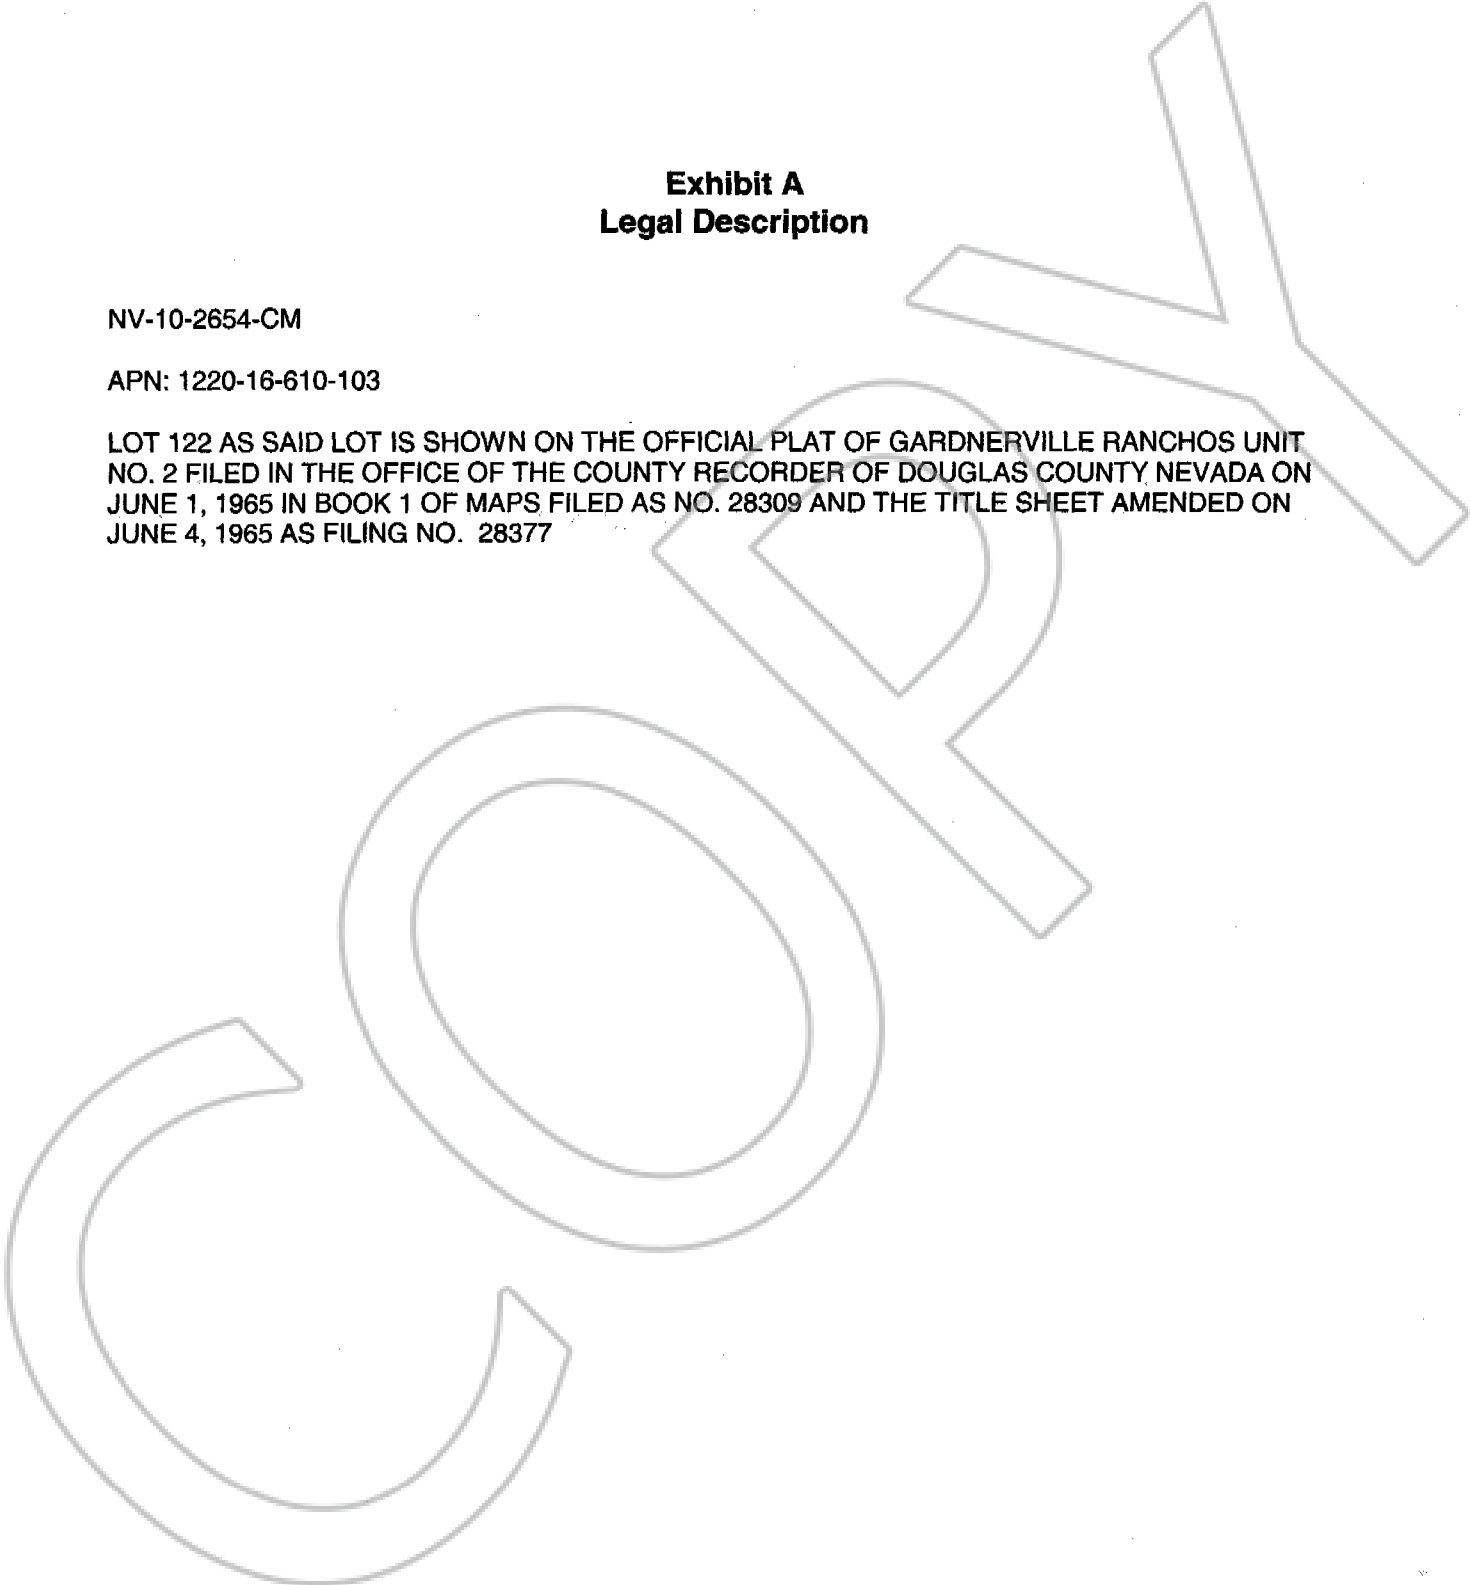 Exhibit A
Legal Description
NV-10-2654-CM
APN: 1220-16-610-103
LOT 122 AS SAID LOT IS SHOWN ON THE OFFICIAL PLAT OF GARDNERVILLE RANCHOS UNIT
NO. 2 FILED IN THE OFFICE OF THE COUNTY RECORDER OF DOUGLAS COUNTY, NEVADA ON
JUNE 1, 1965 IN BOOK 1 OF MAPS FILED AS NO. 28309 AND THE TITLE SHEET AMENDED ON
JUNE 4, 1965 AS FILING NO. 28377
COPY